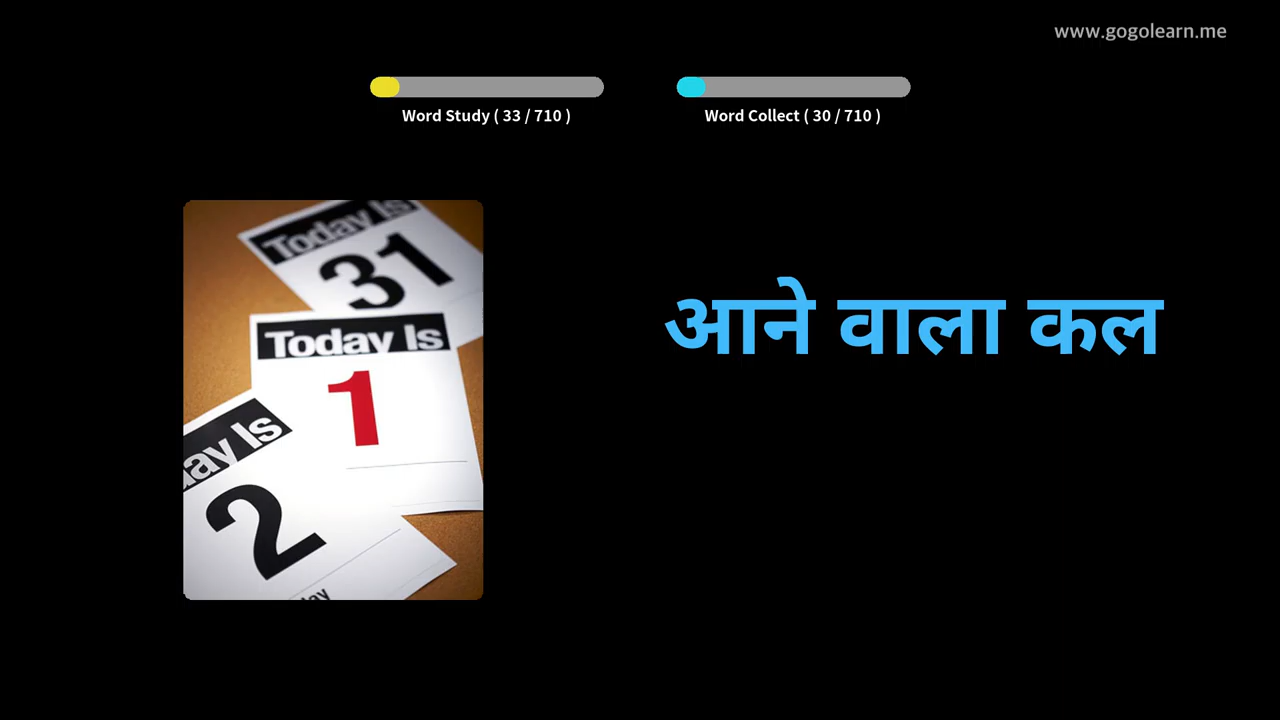 www.gogolearn.me
Word Study ( 33 / 710 )
Word Collect ( 30 / 710 )
Today Is
31
Today Is
1
ay Is
2
आने वाला कल